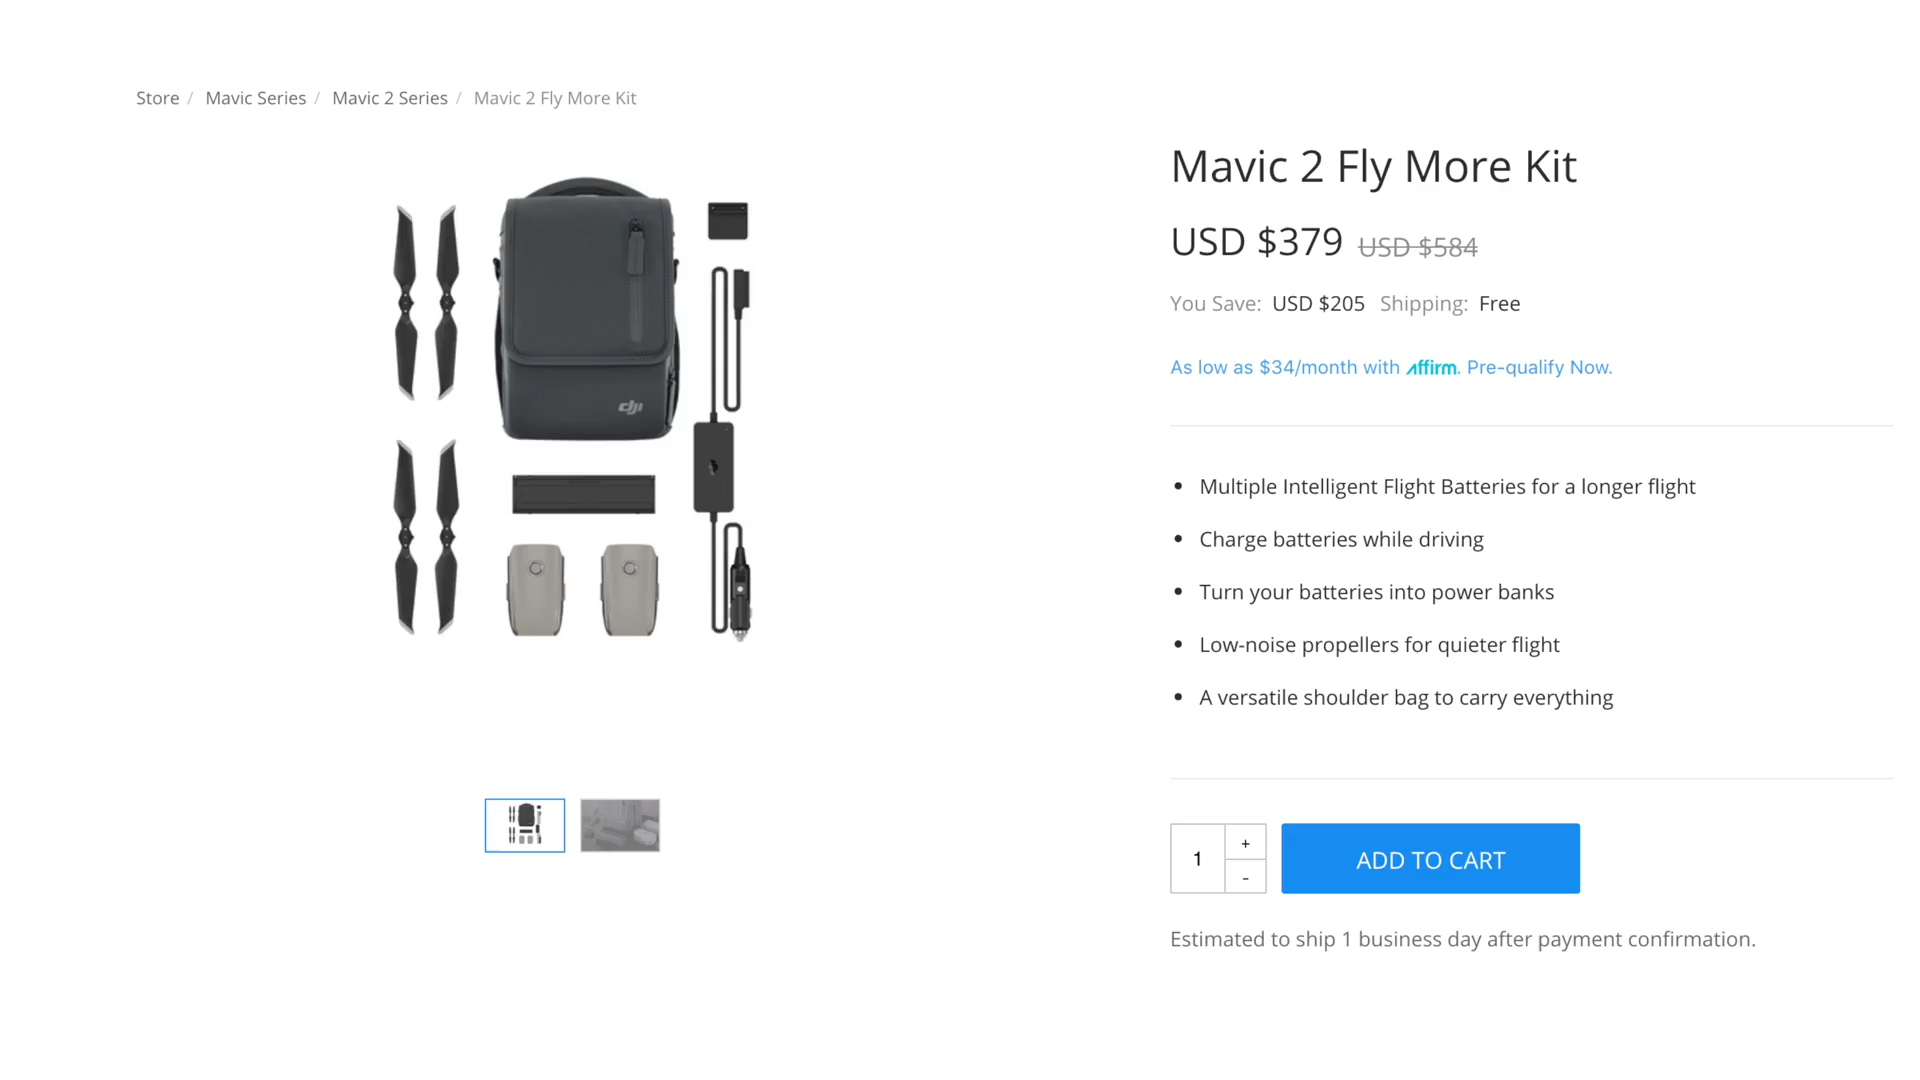 Store / Mavic Series / Mavic 2 Series / Mavic 2 Fly More Kit
dji
Mavic 2 Fly More Kit
USD $379 USD $584
You Save: USD $205 Shipping: Free
As low as $34/month with affirm. Pre-qualify Now.
• Multiple Intelligent Flight Batteries for a longer flight
• Charge batteries while driving
• Turn your batteries into power banks
• Low-noise propellers for quieter flight
• A versatile shoulder bag to carry everything
1 + -
ADD TO CART
Estimated to ship 1 business day after payment confirmation.